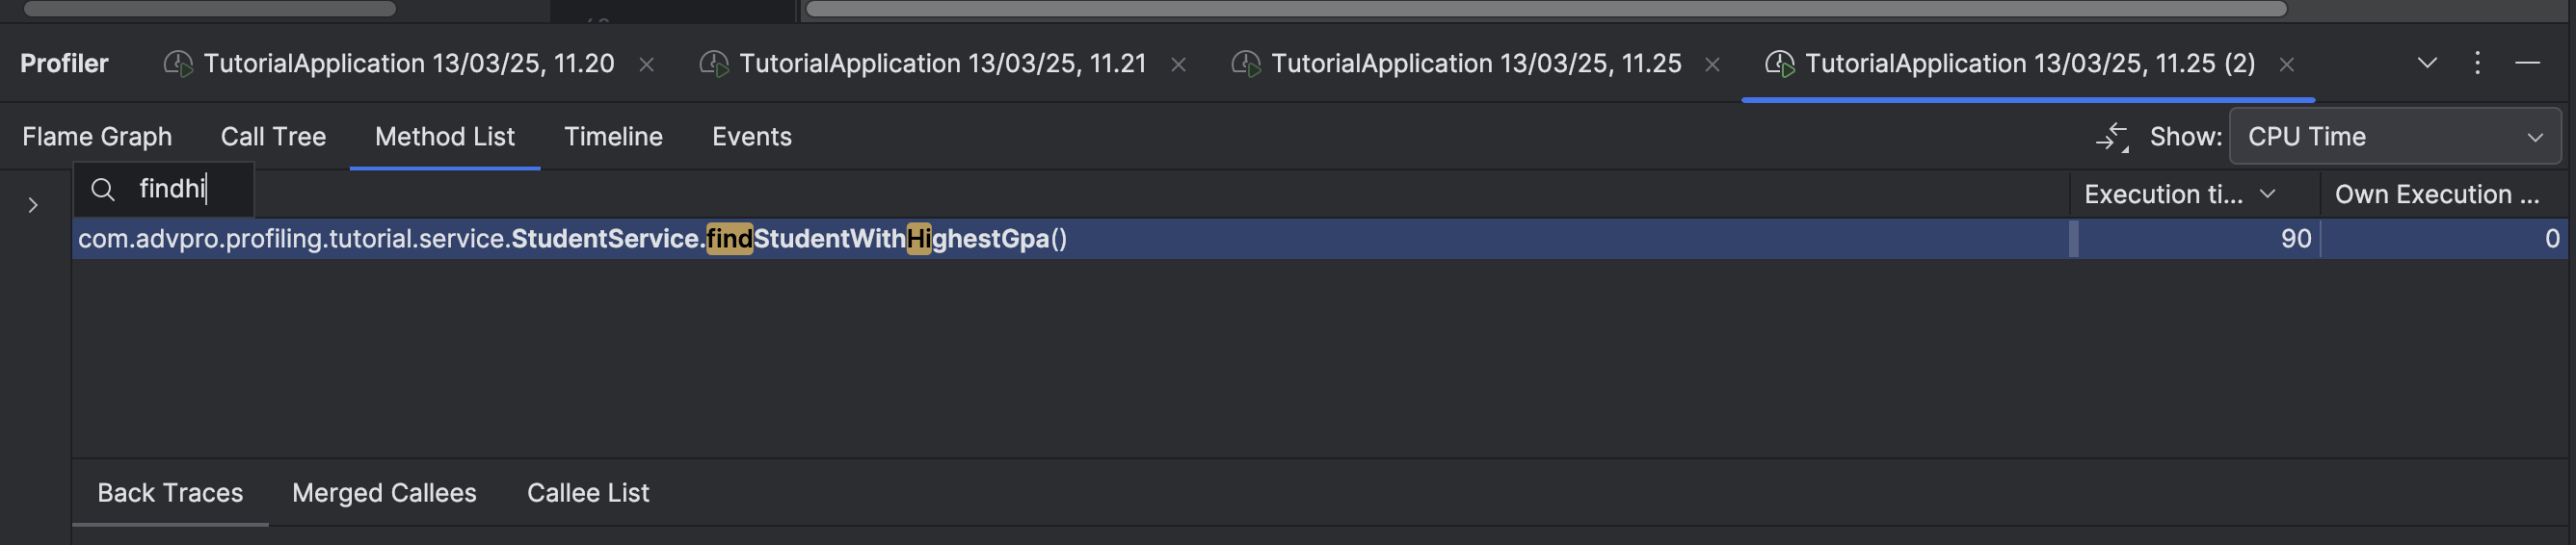 Profiler TutorialApplication 13/03/25, 11.20 TutorialApplication 13/03/25, 11.21 TutorialApplication 13/03/25, 11.25 TutorialApplication 13/03/25, 11.25 (2)
Flame Graph Call Tree Method List Timeline Events Show: CPU Time
findhi Execution ti... Own Execution ...
com.advpro.profiling.tutorial.service.StudentService.findStudentWithHighestGpa() 90 0
Back Traces Merged Callees Callee List